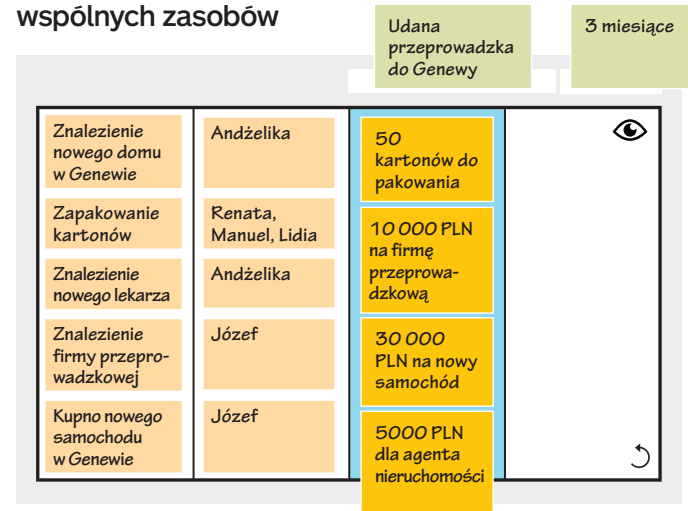 wspólnych zasobów
Udana
przeprowadzka
do Genewy
3 miesiące
Znalezienie
nowego domu
w Genewie
Andżelika
50
kartonów do
pakowania
Zapakowanie
kartonów
Renata,
Manuel, Lidia
10 000 PLN
na firmę
przeprowa-
dzkową
Znalezienie
nowego lekarza
Andżelika
Znalezienie
firmy przepro-
wadzkowej
Józef
30 000
PLN na nowy
samochód
Kupno nowego
samochodu
w Genewie
Józef
5000 PLN
dla agenta
nieruchomości